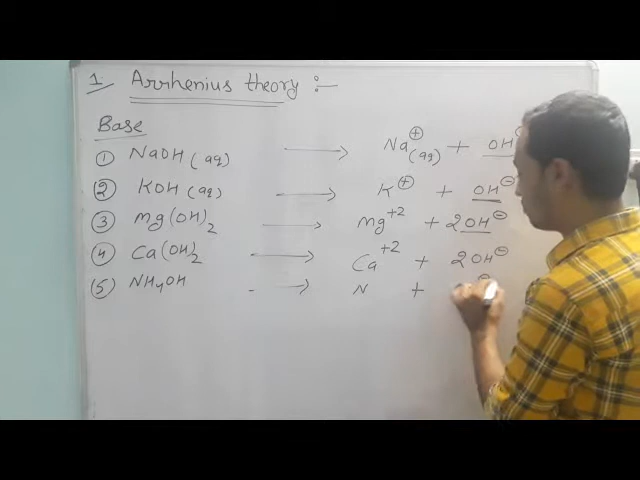 1. Arrhenius theory :-
Base
① NaOH (aq) ⟶ Na⊕(aq) + OH
② KOH (aq) ⟶ K⊕ + OH⊖
③ mg(OH)₂ ⟶ mg⁺² + 2OH⊖
④ Ca(OH)₂ ⟶ Ca⁺² + 2OH⊖
(5) NH₄OH ⟶ N +